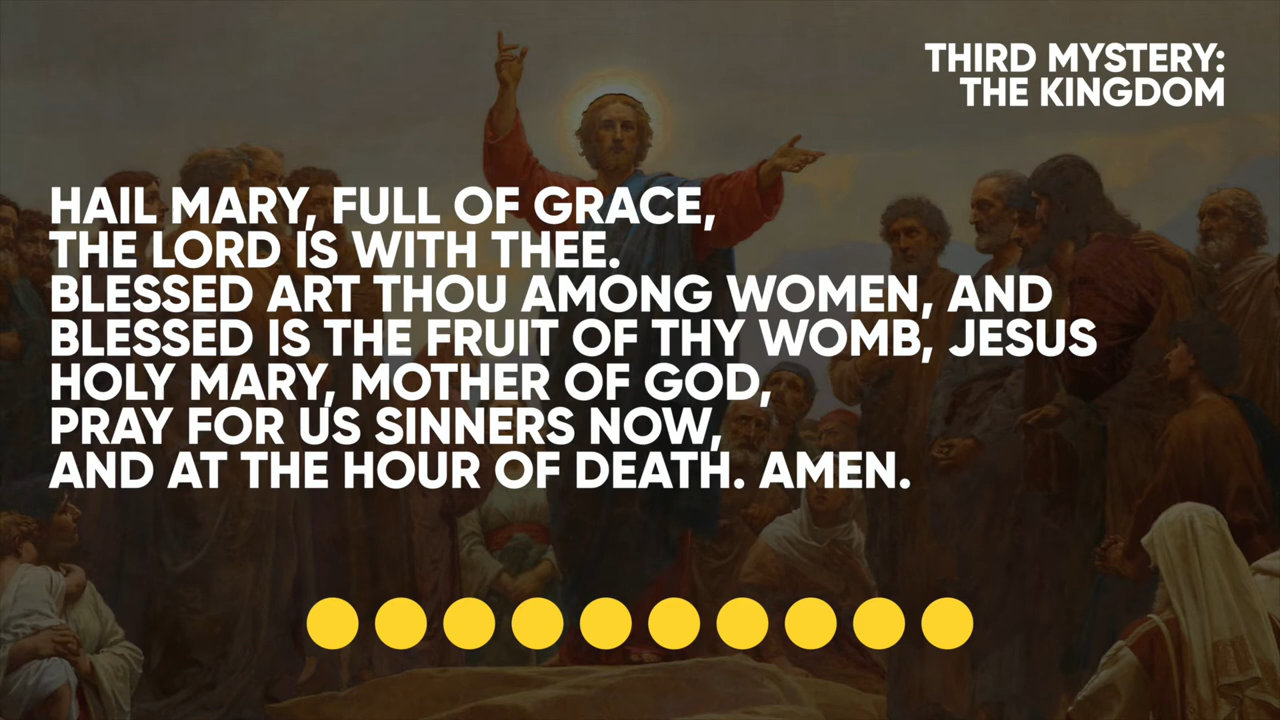 THIRD MYSTERY:
THE KINGDOM
HAIL MARY, FULL OF GRACE,
THE LORD IS WITH THEE.
BLESSED ART THOU AMONG WOMEN, AND
BLESSED IS THE FRUIT OF THY WOMB, JESUS
HOLY MARY, MOTHER OF GOD,
PRAY FOR US SINNERS NOW,
AND AT THE HOUR OF DEATH. AMEN.